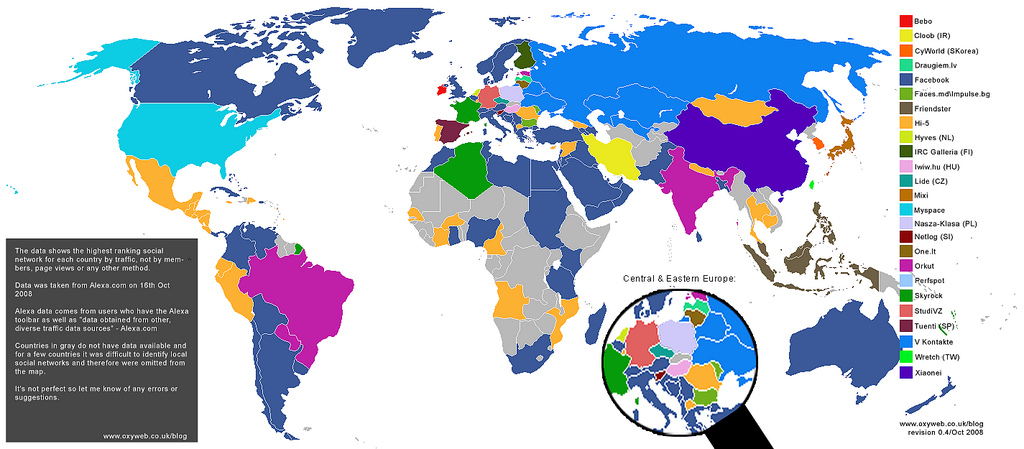 Bebo
Cloob (IR)
CyWorld (SKorea)
Draugiem.lv
Facebook
Faces.md\Impulse.bg
Friendster
Hi-5
Hyves (NL)
IRC Galleria (FI)
Iwiw.hu (HU)
Lide (CZ)
Mixi
Myspace
Nasza-Klasa (PL)
Netlog (SI)
One.lt
Orkut
Perfspot
Skyrock
StudiVZ
Tuenti (SP)
V Kontakte
Wretch (TW)
Xiaonei
www.oxyweb.co.uk/blog
revision 0.4/Oct 2008
Central & Eastern Europe:
The data shows the highest ranking social
network for each country by traffic, not by mem-
bers, page views or any other method.
Data was taken from Alexa.com on 16th Oct
2008
Alexa data comes from users who have the Alexa
toolbar as well as "data obtained from other,
diverse traffic data sources" - Alexa.com
Countries in gray do not have data available and
for a few countries it was difficult to identify local
social networks and therefore were omitted from
the map.
It's not perfect so let me know of any errors or
suggestions.
www.oxyweb.co.uk/blog